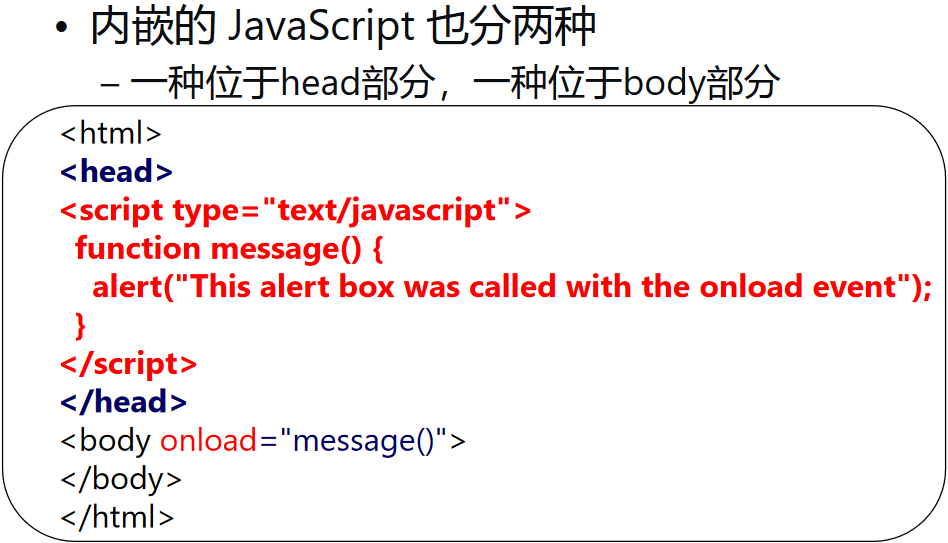 • 内嵌的 JavaScript 也分两种
– 一种位于head部分，一种位于body部分
<html>
<head>
<script type="text/javascript">
function message() {
alert("This alert box was called with the onload event");
}
</script>
</head>
<body onload="message()">
</body>
</html>